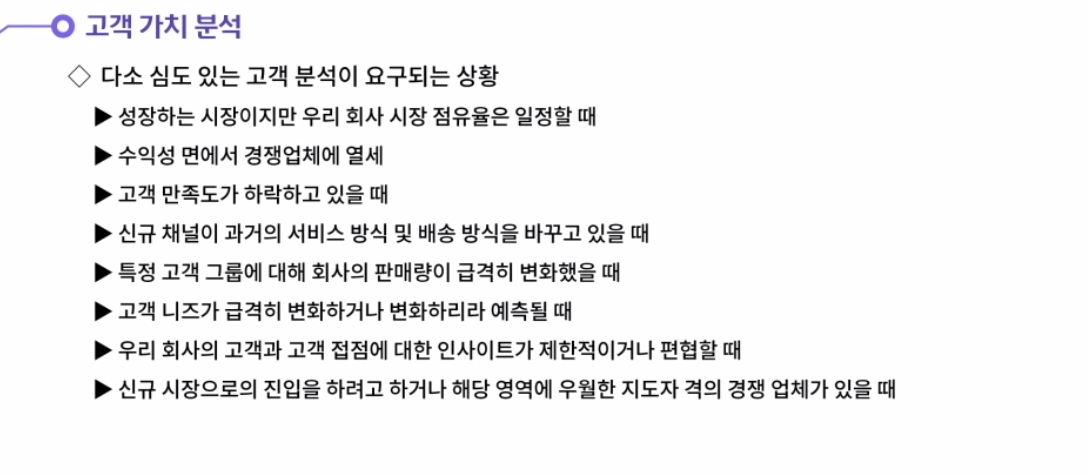 고객 가치 분석
◇ 다소 심도 있는 고객 분석이 요구되는 상황
▶ 성장하는 시장이지만 우리 회사 시장 점유율은 일정할 때
▶ 수익성 면에서 경쟁업체에 열세
▶ 고객 만족도가 하락하고 있을 때
▶ 신규 채널이 과거의 서비스 방식 및 배송 방식을 바꾸고 있을 때
▶ 특정 고객 그룹에 대해 회사의 판매량이 급격히 변화했을 때
▶ 고객 니즈가 급격히 변화하거나 변화하리라 예측될 때
▶ 우리 회사의 고객과 고객 접점에 대한 인사이트가 제한적이거나 편협할 때
▶ 신규 시장으로의 진입을 하려고 하거나 해당 영역에 우월한 지도자 격의 경쟁 업체가 있을 때